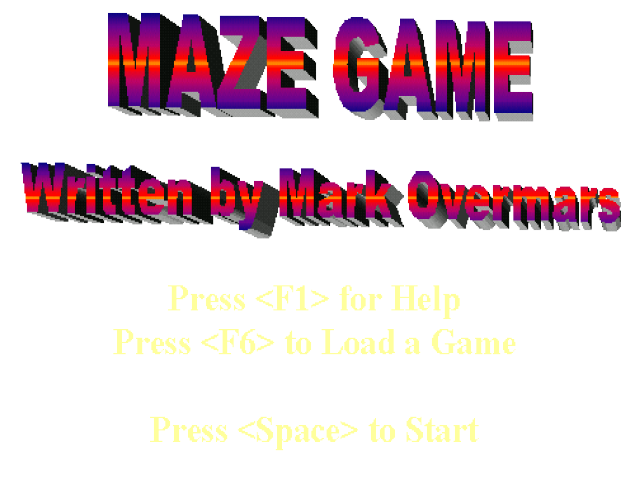 MAZE GAME
Written by Mark Overmars
Press <F1> for Help
Press <F6> to Load a Game
Press <Space> to Start